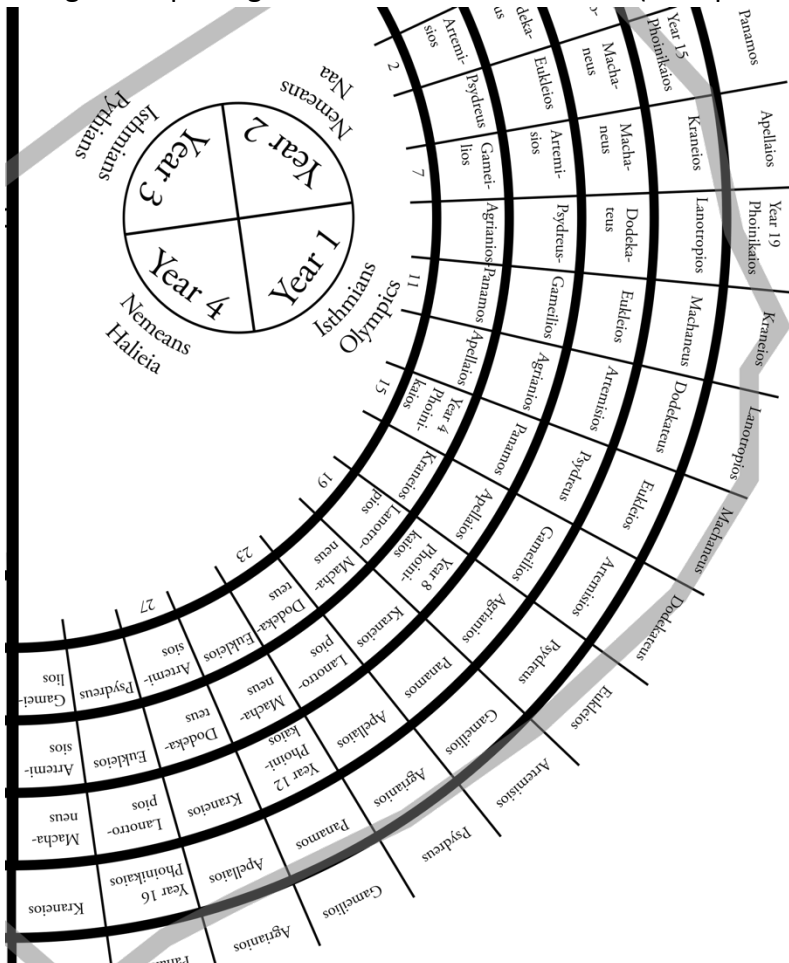 Year 1
Isthmians
Olympics
Year 2
Nemeans
Naa
Year 3
Isthmians
Pythians
Year 4
Nemeans
Halieia
2
7
11
15
19
23
27
Artemi-
sios
Psydreus
Gamei-
lios
Agrianios
Panamos
Apellaios
Year 4
Phoini-
kaios
Kraneios
Lanotro-
pios
Macha-
neus
Dodeka-
teus
Eukleios
Artemi-
sios
Psydreus
Gamei-
lios
Eukleios
Artemi-
sios
Psydreus-
Gameilios
Agrianios
Panamos
Apellaios
Year 8
Phoini-
kaios
Kraneios
Lanotro-
pios
Macha-
neus
Dodeka-
teus
Eukleios
Artemi-
sios
Macha-
neus
Macha-
neus
Dodeka-
teus
Eukleios
Artemisios
Psydreus
Gameilios
Agrianios
Panamos
Apellaios
Year 12
Phoini-
kaios
Kraneios
Lanotro-
pios
Macha-
neus
Year 15
Phoinikaios
Kraneios
Lanotropios
Machaneus
Dodekateus
Eukleios
Artemisios
Psydreus
Gameilios
Agrianios
Panamos
Apellaios
Year 16
Phoinikaios
Kraneios
Panamos
Apellaios
Year 19
Phoinikaios
Kraneios
Lanotropios
Machaneus
Dodekateus
Eukleios
Artemisios
Psydreus
Gameilios
Agrianios